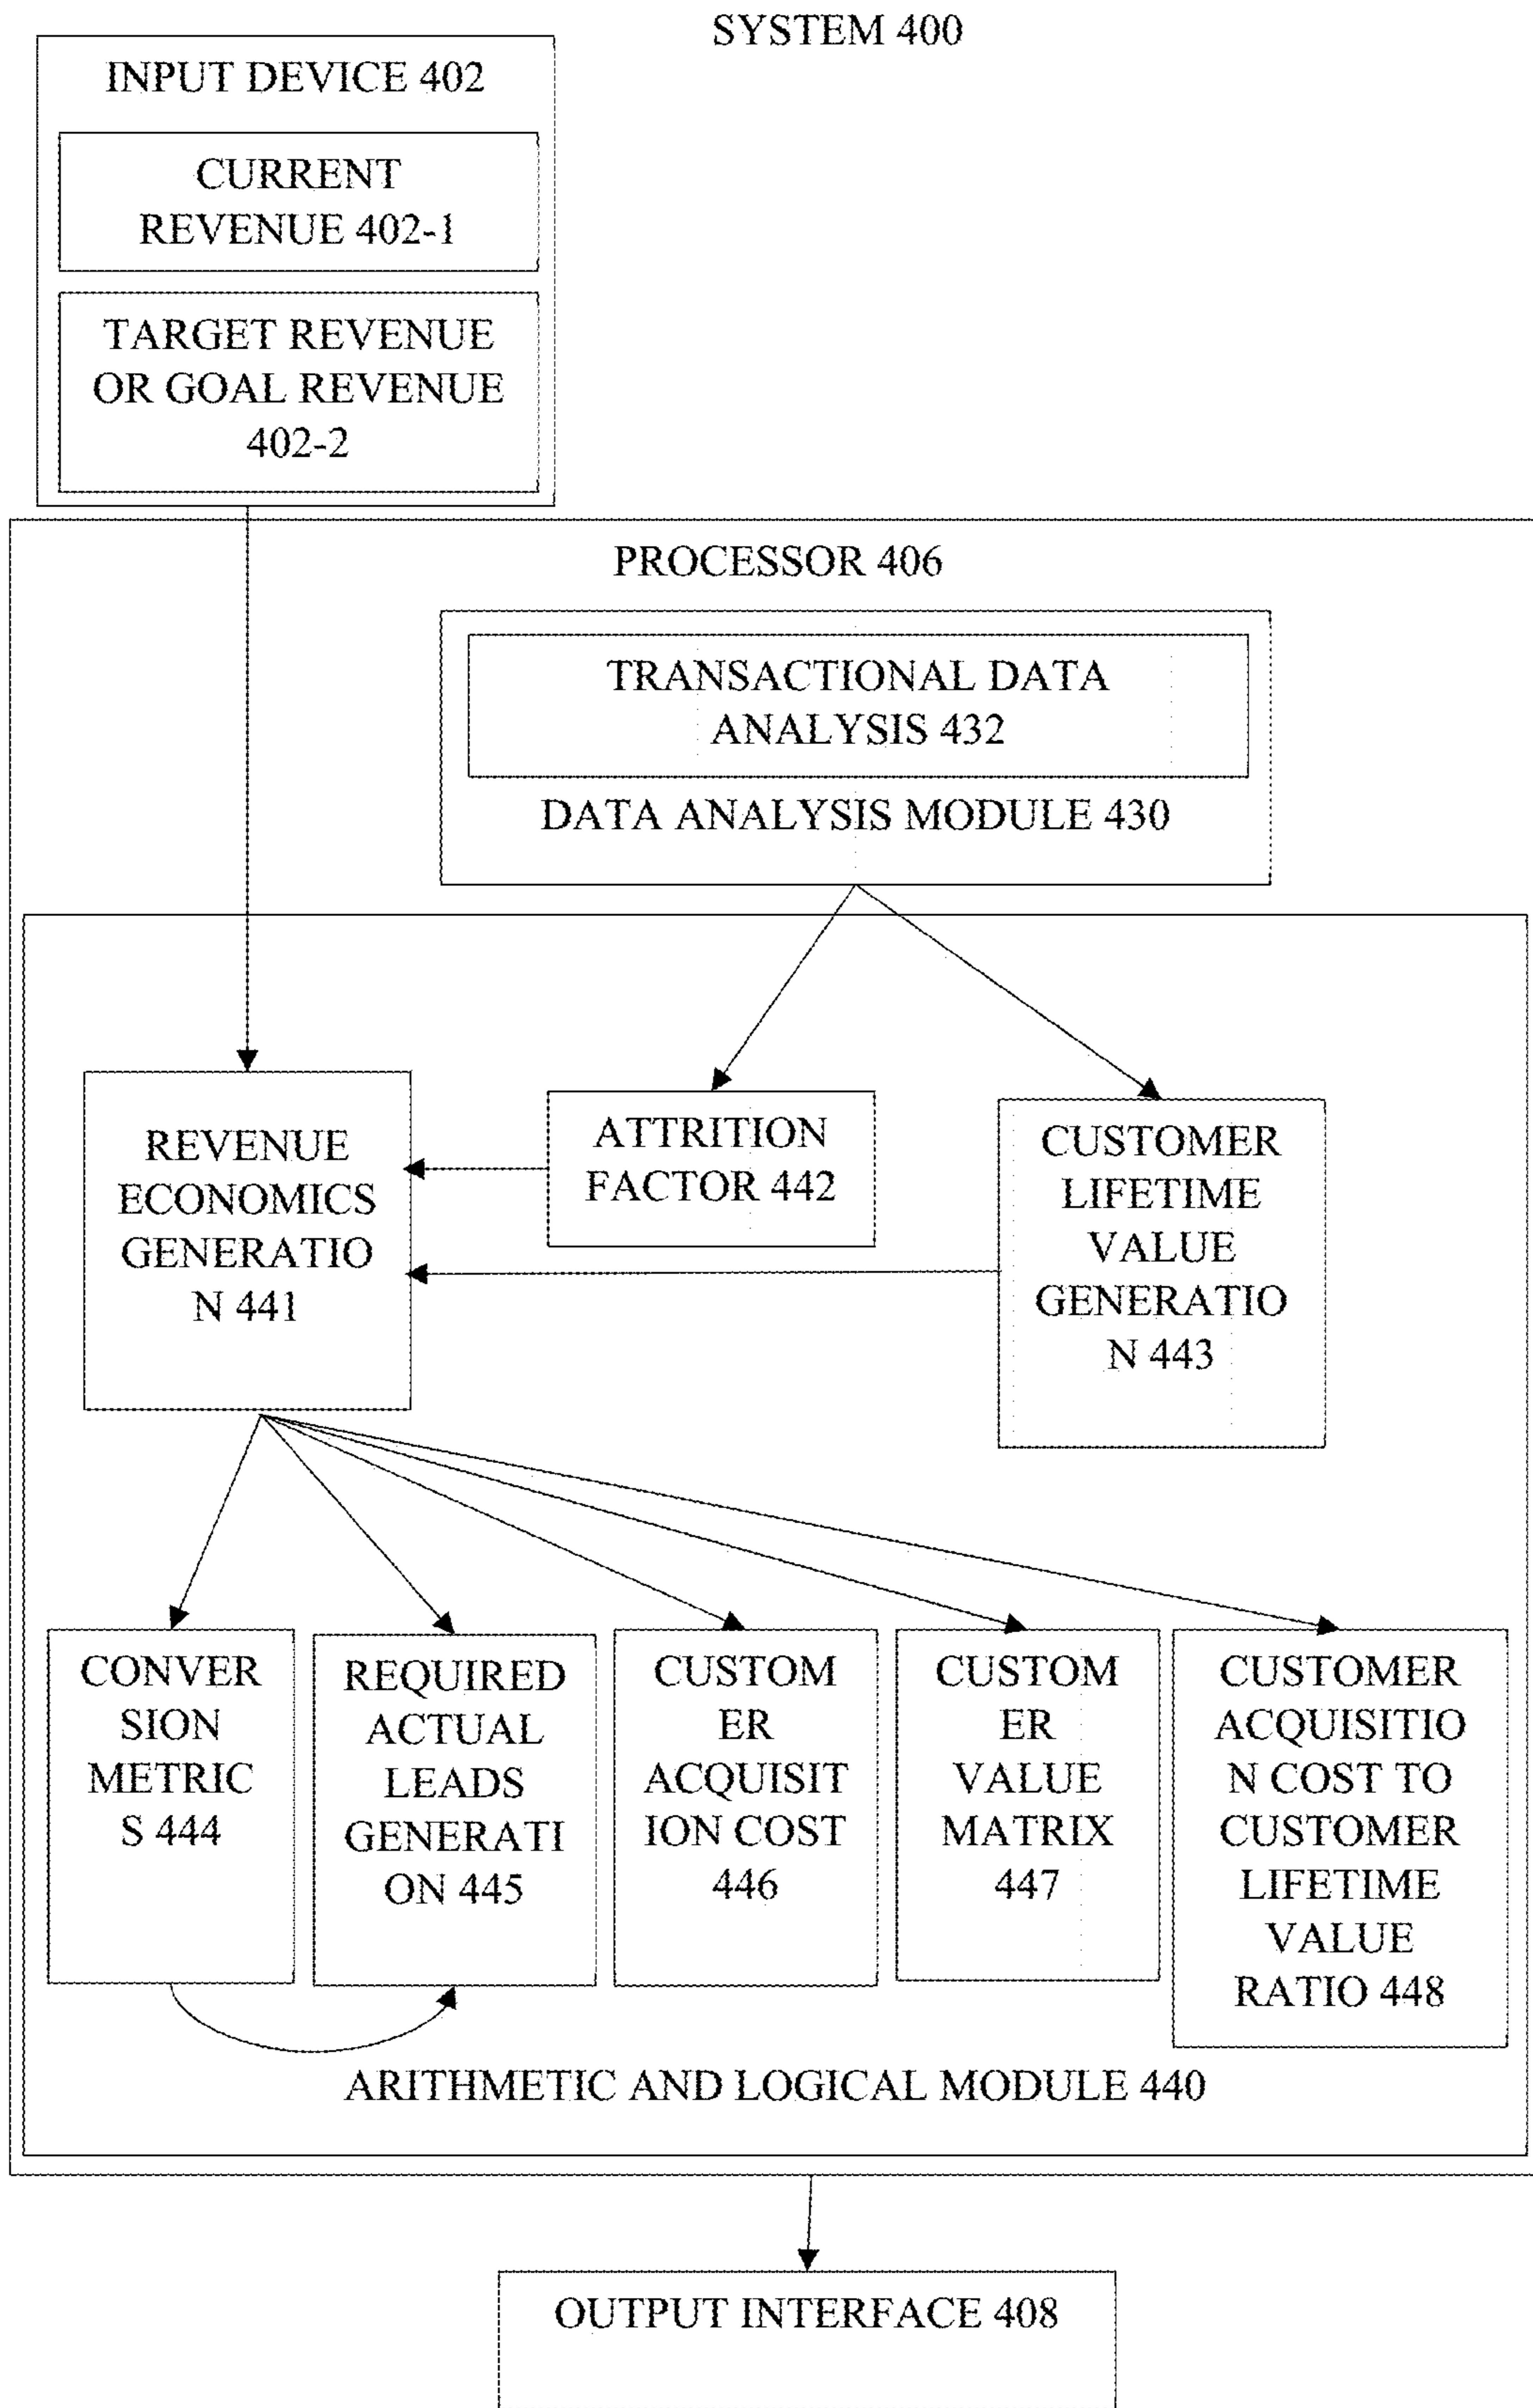 SYSTEM 400
INPUT DEVICE 402
CURRENT
REVENUE 402-1
TARGET REVENUE
OR GOAL REVENUE
402-2
PROCESSOR 406
TRANSACTIONAL DATA
ANALYSIS 432
DATA ANALYSIS MODULE 430
REVENUE
ECONOMICS
GENERATIO
N 441
ATTRITION
FACTOR 442
CUSTOMER
LIFETIME
VALUE
GENERATIO
N 443
CONVER
SION
METRIC
S 444
REQUIRED
ACTUAL
LEADS
GENERATI
ON 445
CUSTOM
ER
ACQUISIT
ION COST
446
CUSTOM
ER
VALUE
MATRIX
447
CUSTOMER
ACQUISITIO
N COST TO
CUSTOMER
LIFETIME
VALUE
RATIO 448
ARITHMETIC AND LOGICAL MODULE 440
OUTPUT INTERFACE 408